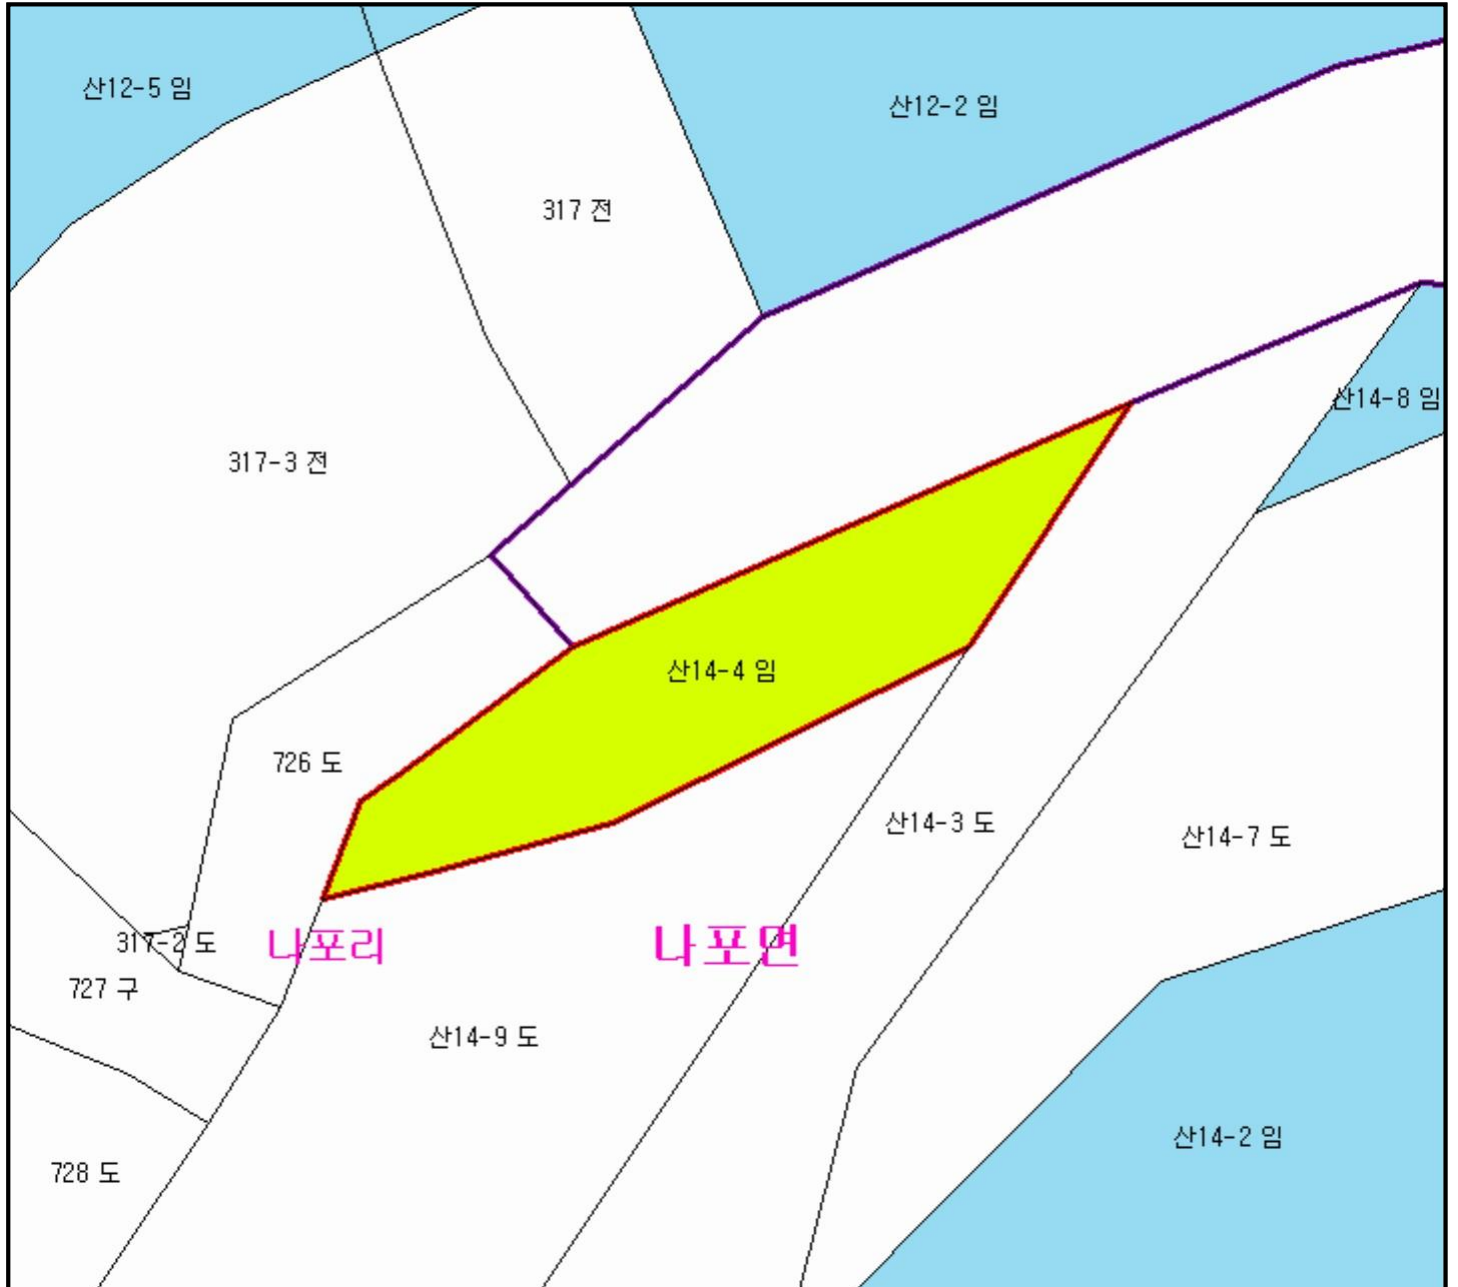 산12-5 임
산12-2 임
317 전
산14-8 임
317-3 전
산14-4 임
726 도
산14-3 도
산14-7 도
317-2 도
나포리
나포면
727 구
산14-9 도
산14-2 임
728 도